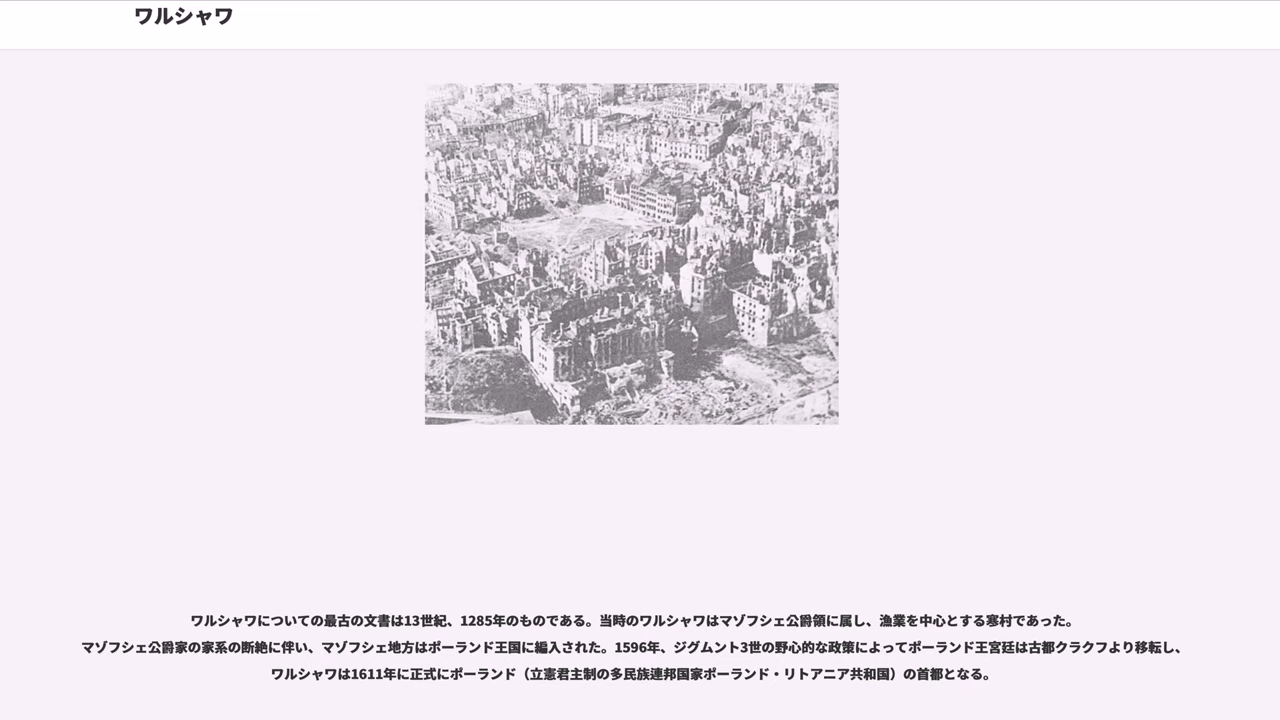 ワルシャワ
ワルシャワについての最古の文書は13世紀、1285年のものである。当時のワルシャワはマゾフシェ公爵領に属し、漁業を中心とする寒村であった。
マゾフシェ公爵家の家系の断絶に伴い、マゾフシェ地方はポーランド王国に編入された。1596年、ジグムント3世の野心的な政策によってポーランド王宮廷は古都クラクフより移転し、
ワルシャワは1611年に正式にポーランド（立憲君主制の多民族連邦国家ポーランド・リトアニア共和国）の首都となる。